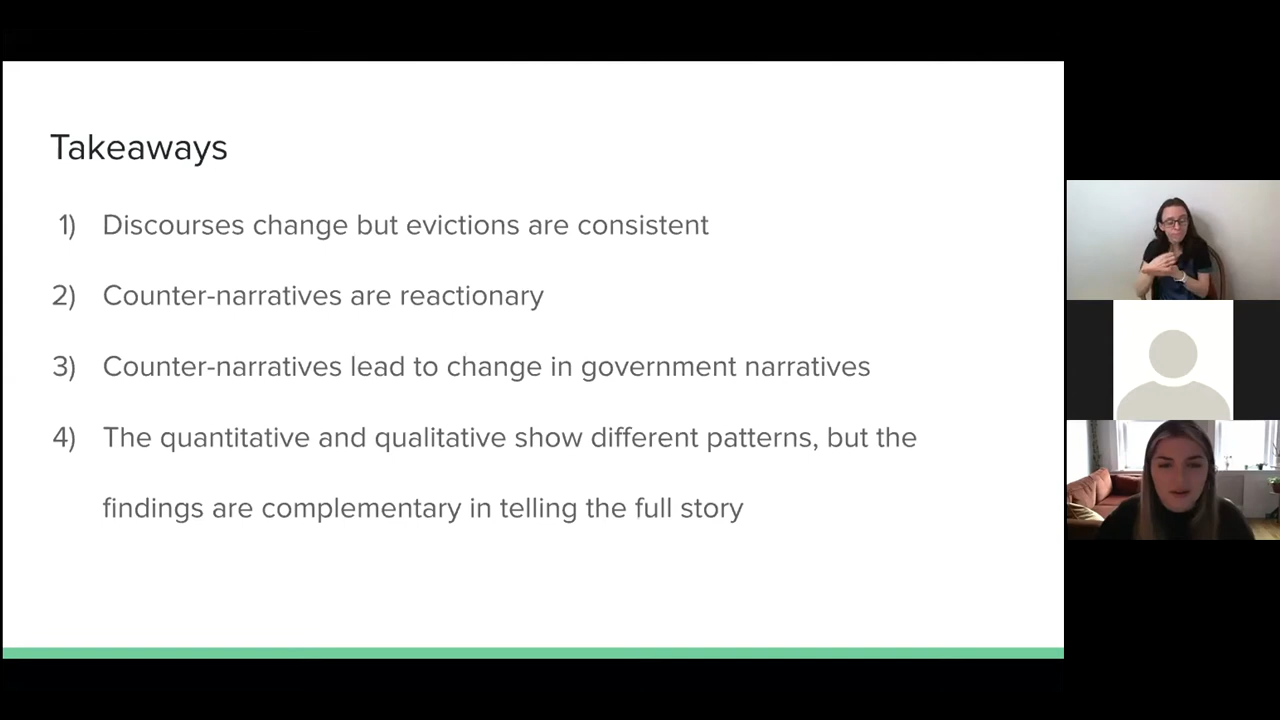 Takeaways
1) Discourses change but evictions are consistent
2) Counter-narratives are reactionary
3) Counter-narratives lead to change in government narratives
4) The quantitative and qualitative show different patterns, but the
findings are complementary in telling the full story